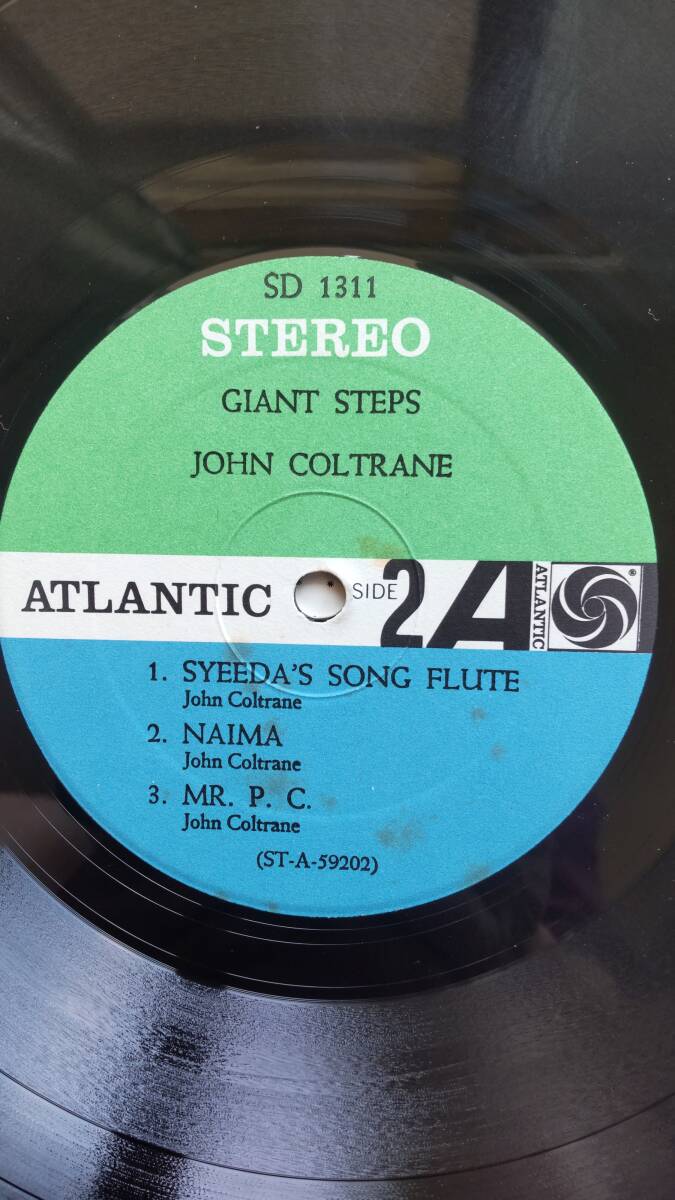 SD 1311
STEREO
GIANT STEPS
JOHN COLTRANE
ATLANTIC SIDE 2 A ATLANTIC ®
1. SYEEDA'S SONG FLUTE
John Coltrane
2. NAIMA
John Coltrane
3. MR. P. C.
John Coltrane
(ST-A-59202)